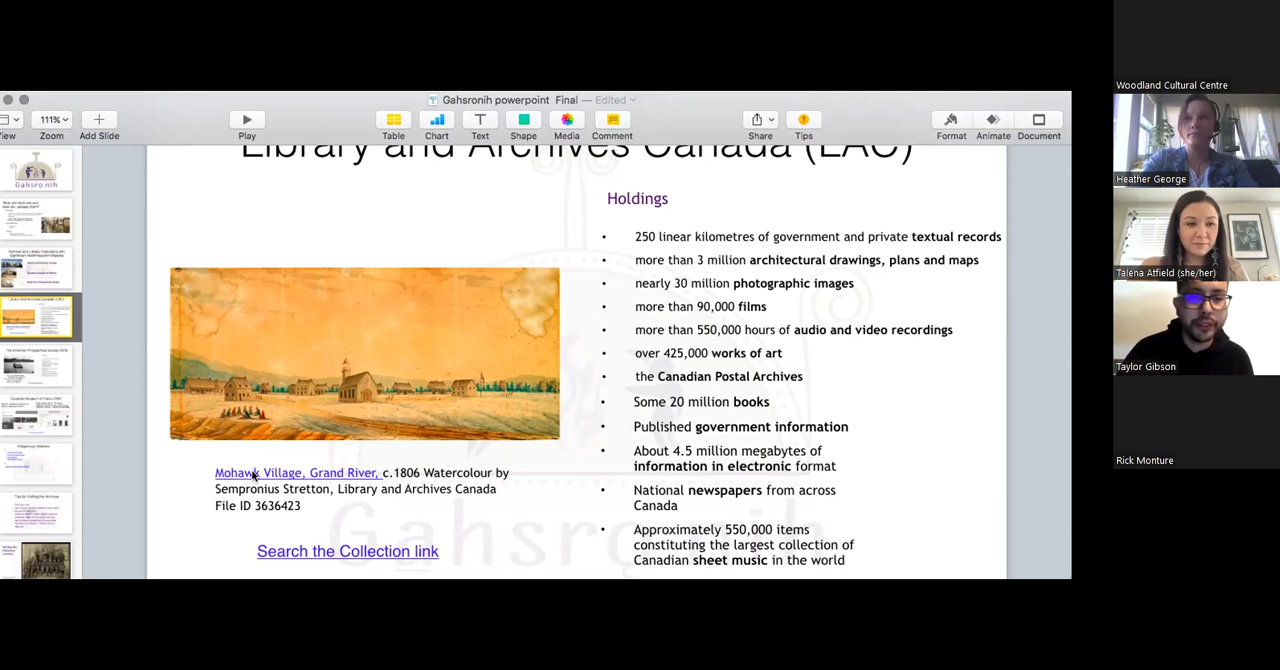 Gahsronih powerpoint Final — Edited
iew
111%
Zoom
Add Slide
Play
Table
Chart
Text
Shape
Media
Comment
Share
Tips
Format
Animate
Document
Library and Archives Canada (LAC)
Mohawk Village, Grand River, c.1806 Watercolour by
Sempronius Stretton, Library and Archives Canada
File ID 3636423
Search the Collection link
Holdings
• 250 linear kilometres of government and private textual records
• more than 3 million architectural drawings, plans and maps
• nearly 30 million photographic images
• more than 90,000 films
• more than 550,000 hours of audio and video recordings
• over 425,000 works of art
• the Canadian Postal Archives
• Some 20 million books
• Published government information
• About 4.5 million megabytes of
information in electronic format
• National newspapers from across
Canada
• Approximately 550,000 items
constituting the largest collection of
Canadian sheet music in the world
Woodland Cultural Centre
Heather George
Talena Atfield (she/her)
Taylor Gibson
Rick Monture